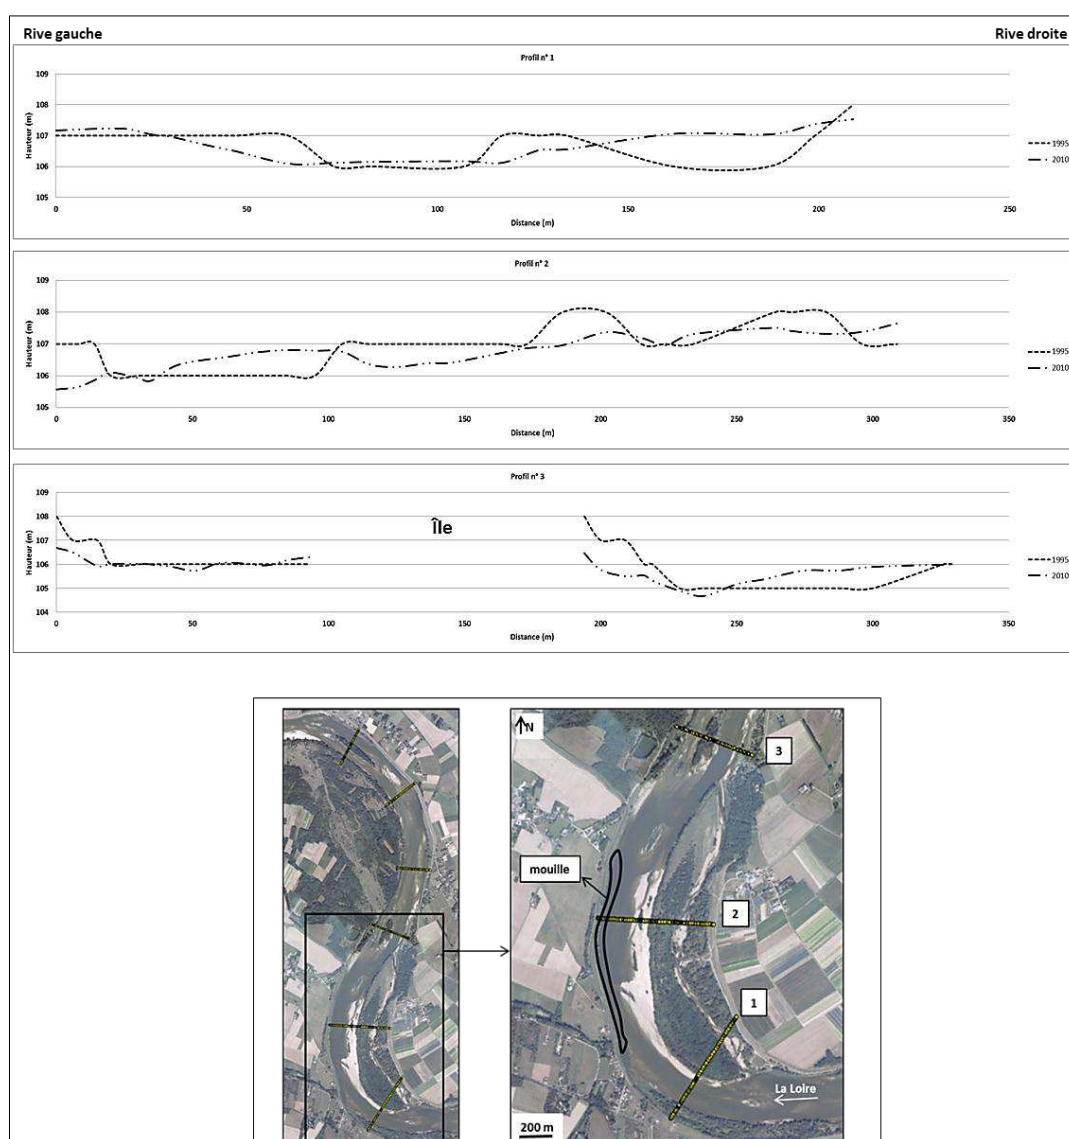 Rive gauche Rive droite
Profil n° 1
109
108
107
106
105
Hauteur (m)
0 50 100 150 200 250
Distance (m)
1995
2010
Profil n° 2
109
108
107
106
105
Hauteur (m)
0 50 100 150 200 250 300 350
Distance (m)
1995
2010
Profil n° 3
109
108
107
106
105
104
Hauteur (m)
Île
0 50 100 150 200 250 300 350
Distance (m)
1995
2010
N
3
mouille
2
1
La Loire
200 m